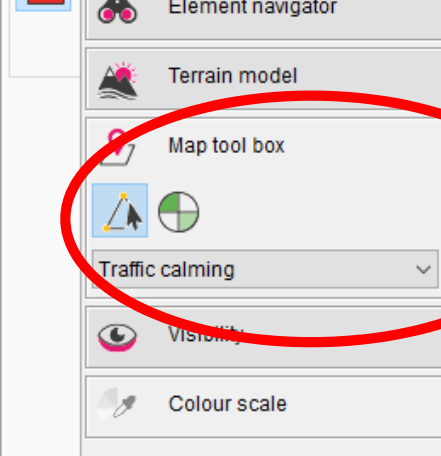 Element navigator
Terrain model
Map tool box
Traffic calming
Visibility
Colour scale